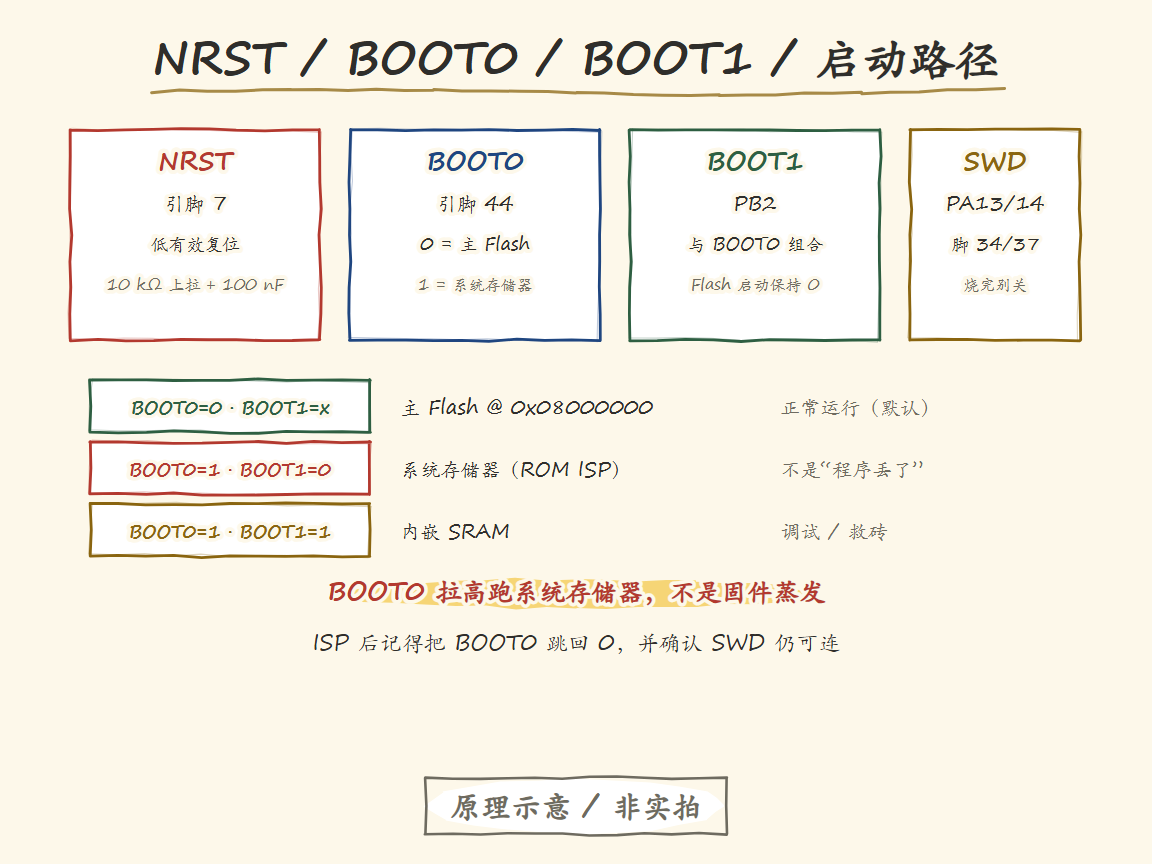 NRST / BOOT0 / BOOT1 / 启动路径
NRST
引脚 7
低有效复位
10 kΩ 上拉 + 100 nF
BOOT0
引脚 44
0 = 主 Flash
1 = 系统存储器
BOOT1
PB2
与 BOOT0 组合
Flash 启动保持 0
SWD
PA13/14
脚 34/37
烧完别关
BOOT0=0 · BOOT1=x
主 Flash @ 0x08000000
正常运行（默认）
BOOT0=1 · BOOT1=0
系统存储器（ROM ISP）
不是“程序丢了”
BOOT0=1 · BOOT1=1
内嵌 SRAM
调试 / 救砖
BOOT0 拉高跑系统存储器，不是固件蒸发
ISP 后记得把 BOOT0 跳回 0，并确认 SWD 仍可连
原理示意 / 非实拍